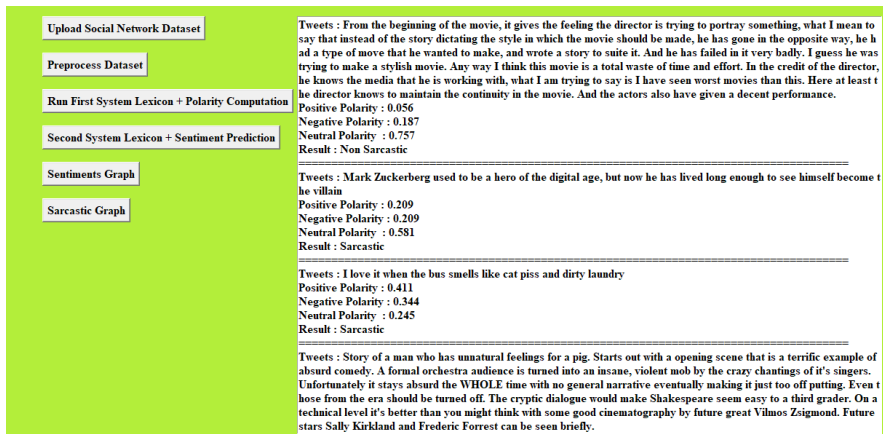 Upload Social Network Dataset
Preprocess Dataset
Run First System Lexicon + Polarity Computation
Second System Lexicon + Sentiment Prediction
Sentiments Graph
Sarcastic Graph
Tweets : From the beginning of the movie, it gives the feeling the director is trying to portray something, what I mean to
say that instead of the story dictating the style in which the movie should be made, he has gone in the opposite way, he h
ad a type of move that he wanted to make, and wrote a story to suite it. And he has failed in it very badly. I guess he was
trying to make a stylish movie. Any way I think this movie is a total waste of time and effort. In the credit of the director,
he knows the media that he is working with, what I am trying to say is I have seen worst movies than this. Here at least t
he director knows to maintain the continuity in the movie. And the actors also have given a decent performance.
Positive Polarity : 0.056
Negative Polarity : 0.187
Neutral Polarity  : 0.757
Result : Non Sarcastic
====================================================================================
Tweets : Mark Zuckerberg used to be a hero of the digital age, but now he has lived long enough to see himself become t
he villain
Positive Polarity : 0.209
Negative Polarity : 0.209
Neutral Polarity  : 0.581
Result : Sarcastic
====================================================================================
Tweets : I love it when the bus smells like cat piss and dirty laundry
Positive Polarity : 0.411
Negative Polarity : 0.344
Neutral Polarity  : 0.245
Result : Sarcastic
====================================================================================
Tweets : Story of a man who has unnatural feelings for a pig. Starts out with a opening scene that is a terrific example of
absurd comedy. A formal orchestra audience is turned into an insane, violent mob by the crazy chantings of it's singers.
Unfortunately it stays absurd the WHOLE time with no general narrative eventually making it just too off putting. Even t
hose from the era should be turned off. The cryptic dialogue would make Shakespeare seem easy to a third grader. On a
technical level it's better than you might think with some good cinematography by future great Vilmos Zsigmond. Future
stars Sally Kirkland and Frederic Forrest can be seen briefly.